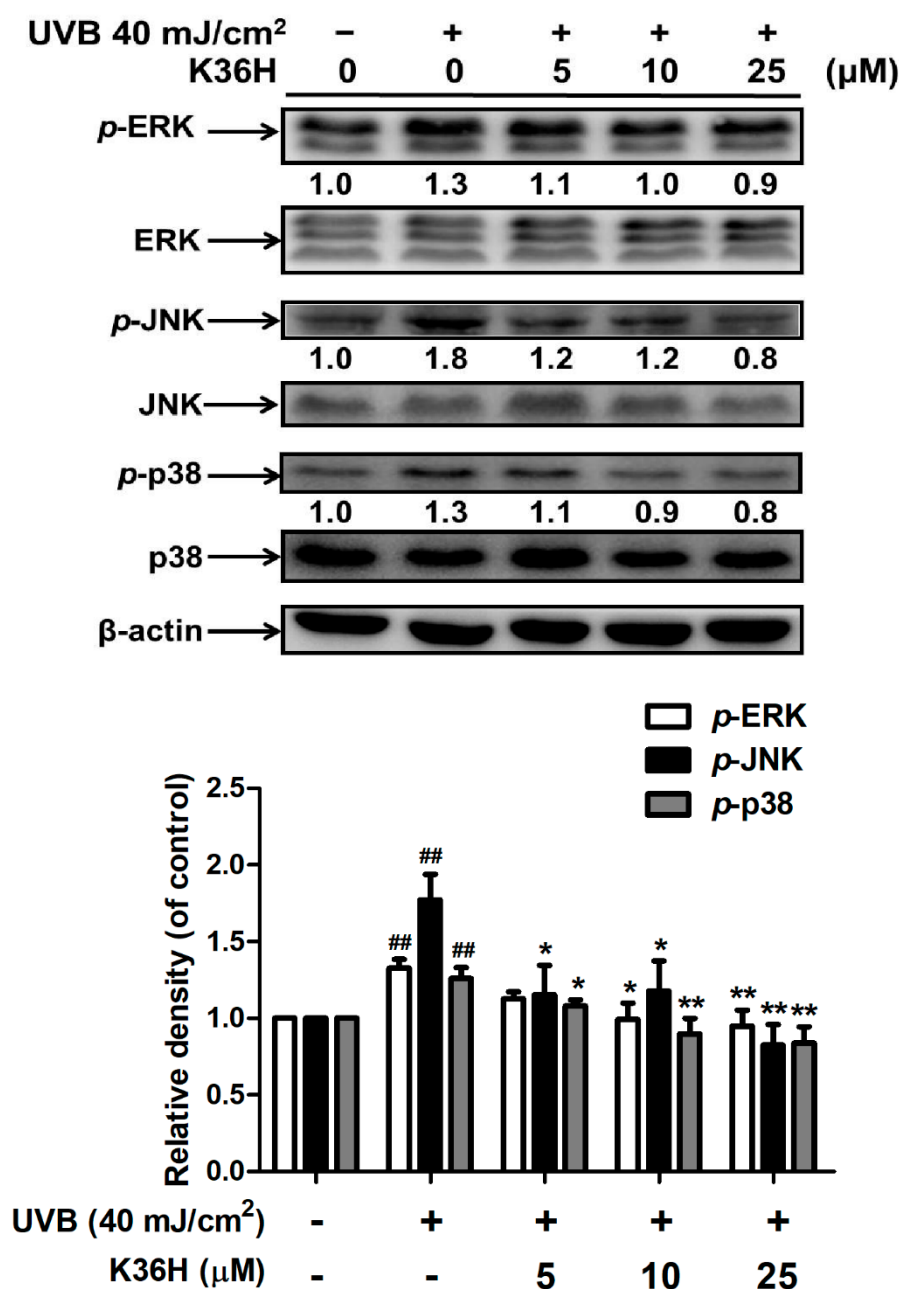 UVB 40 mJ/cm² − + + + +
K36H 0 0 5 10 25 (μM)
p-ERK
1.0 1.3 1.1 1.0 0.9
ERK
p-JNK
1.0 1.8 1.2 1.2 0.8
JNK
p-p38
1.0 1.3 1.1 0.9 0.8
p38
β-actin
p-ERK
p-JNK
p-p38
Relative density (of control)
2.5
2.0
1.5
1.0
0.5
0.0
## ## ##
* *
* * **
** ** **
UVB (40 mJ/cm²) - + + + +
K36H (μM) - - 5 10 25